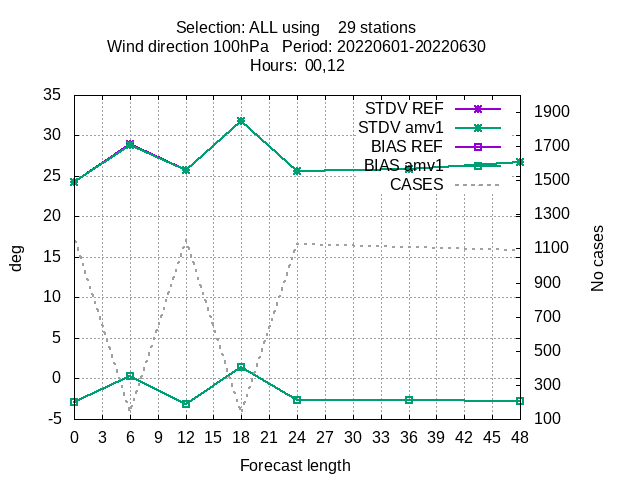 Selection: ALL using    29 stations
Wind direction 100hPa   Period: 20220601-20220630
Hours:  00,12
STDV REF
STDV amv1
BIAS REF
BIAS amv1
CASES
35
30
25
20
15
10
5
0
-5
1900
1700
1500
1300
1100
900
700
500
300
100
deg
No cases
0 3 6 9 12 15 18 21 24 27 30 33 36 39 42 45 48
Forecast length